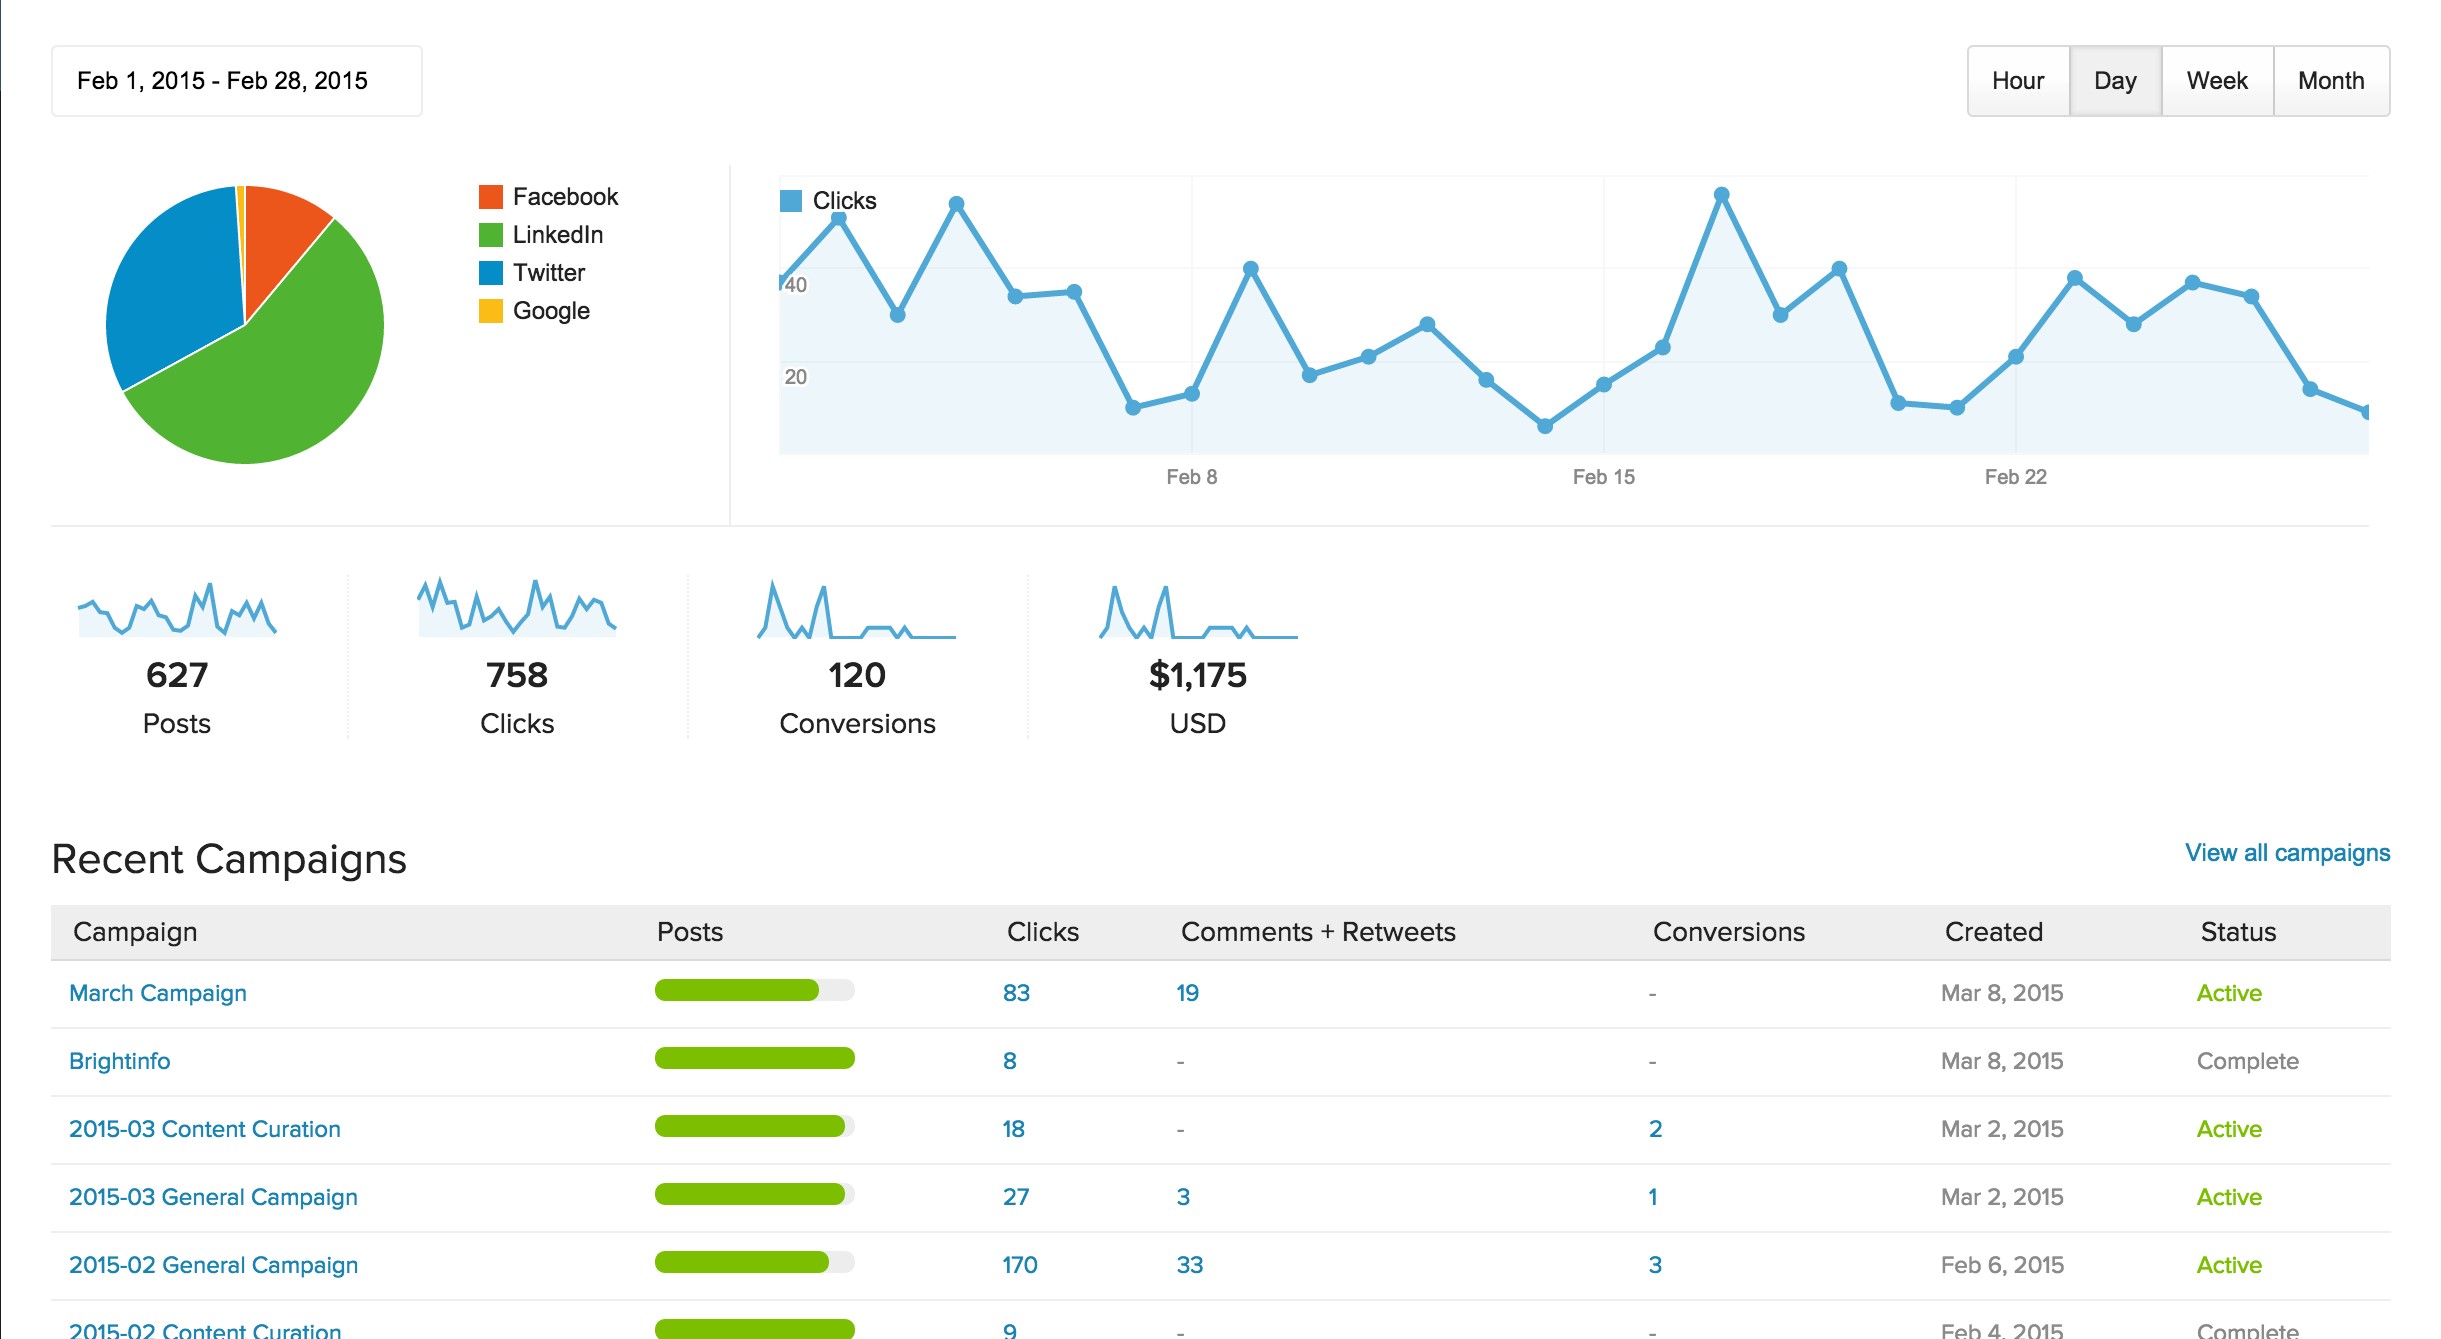 Feb 1, 2015 - Feb 28, 2015
Hour Day Week Month
Facebook
LinkedIn
Twitter
Google
Clicks
40
20
Feb 8 Feb 15 Feb 22
627 758 120 $1,175
Posts Clicks Conversions USD
Recent Campaigns View all campaigns
Campaign Posts Clicks Comments + Retweets Conversions Created Status
March Campaign 83 19 - Mar 8, 2015 Active
Brightinfo 8 - - Mar 8, 2015 Complete
2015-03 Content Curation 18 - 2 Mar 2, 2015 Active
2015-03 General Campaign 27 3 1 Mar 2, 2015 Active
2015-02 General Campaign 170 33 3 Feb 6, 2015 Active
2015-02 Content Curation 9 - - Feb 4, 2015 Complete